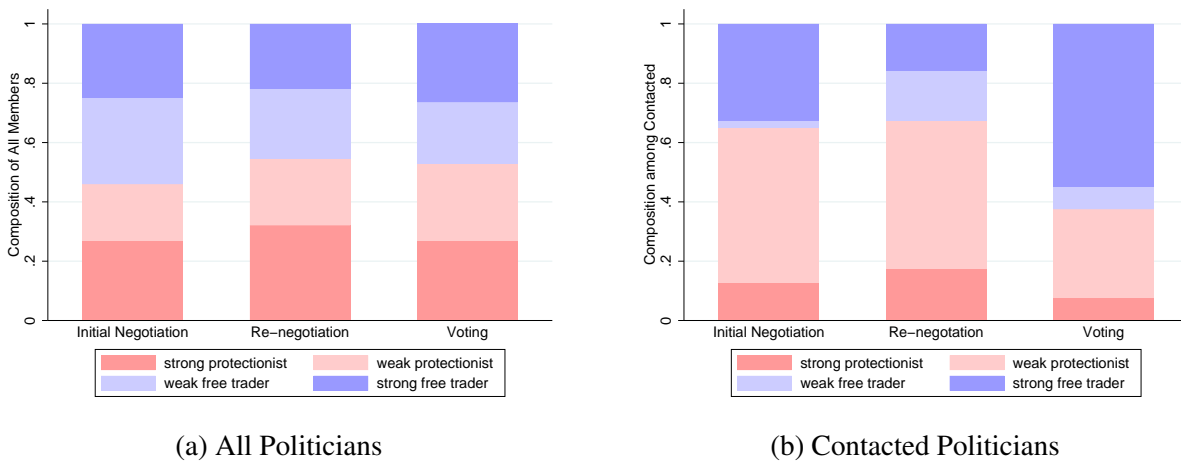 Composition of All Members
1
.8
.6
.4
.2
0
Initial Negotiation Re−negotiation Voting
strong protectionist weak protectionist
weak free trader strong free trader
(a) All Politicians
Composition among Contacted
1
.8
.6
.4
.2
0
Initial Negotiation Re−negotation Voting
strong protectionist weak protectionist
weak free trader strong free trader
(b) Contacted Politicians